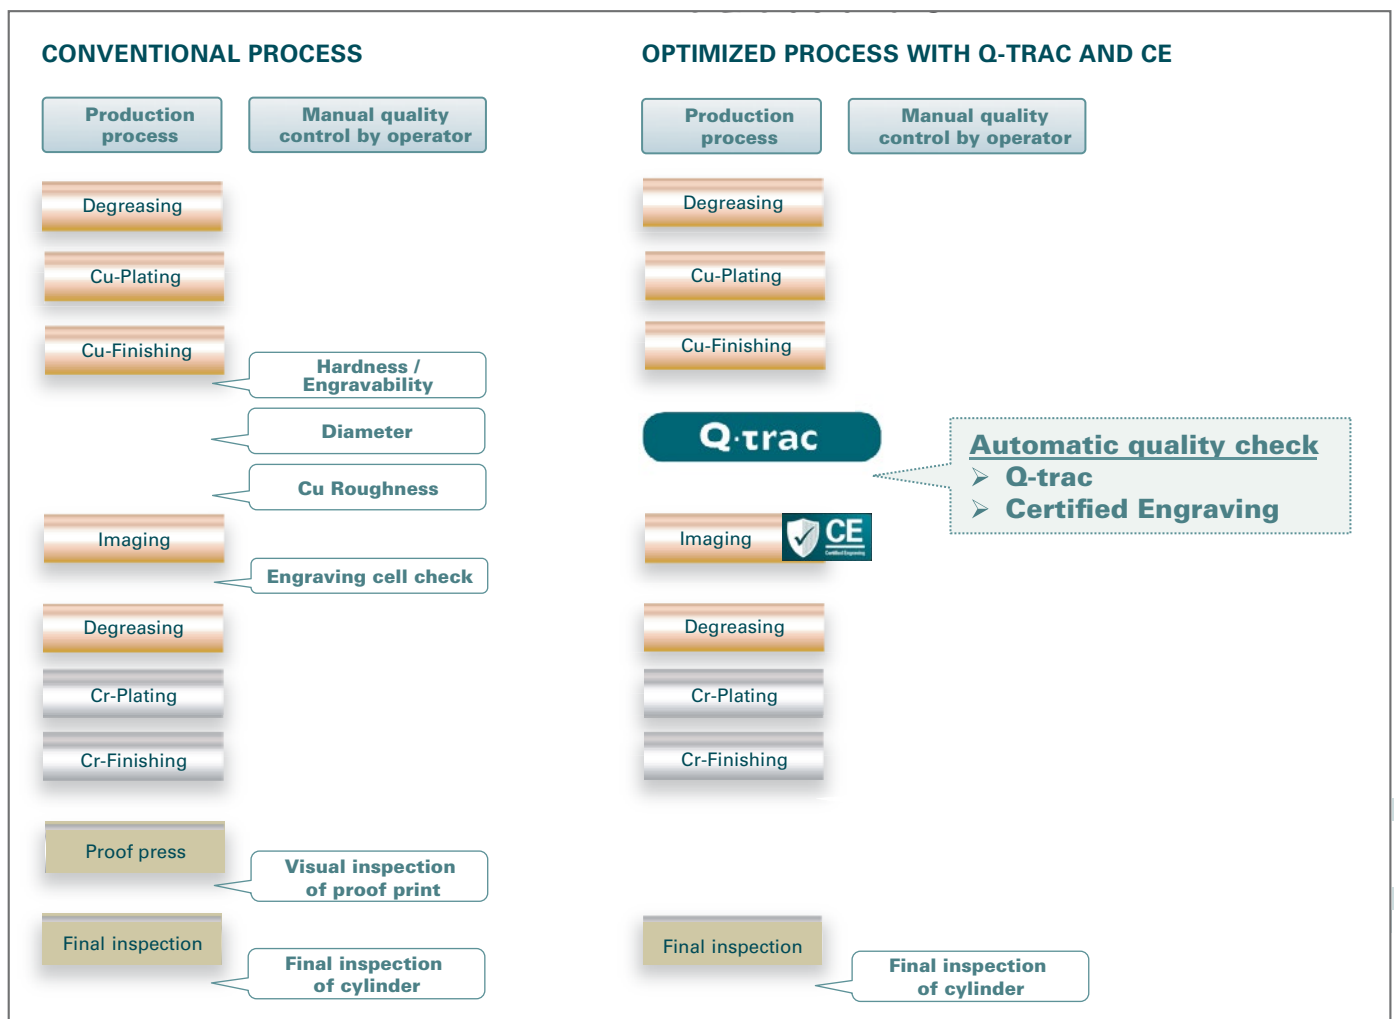 CONVENTIONAL PROCESS
Production
process
Manual quality
control by operator
Degreasing
Cu-Plating
Cu-Finishing
Hardness /
Engravability
Diameter
Cu Roughness
Imaging
Engraving cell check
Degreasing
Cr-Plating
Cr-Finishing
Proof press
Visual inspection
of proof print
Final inspection
Final inspection
of cylinder
OPTIMIZED PROCESS WITH Q-TRAC AND CE
Production
process
Manual quality
control by operator
Degreasing
Cu-Plating
Cu-Finishing
Q·trac
Automatic quality check
➢ Q-trac
➢ Certified Engraving
Imaging
CE
Certified Engraving
Degreasing
Cr-Plating
Cr-Finishing
Final inspection
Final inspection
of cylinder